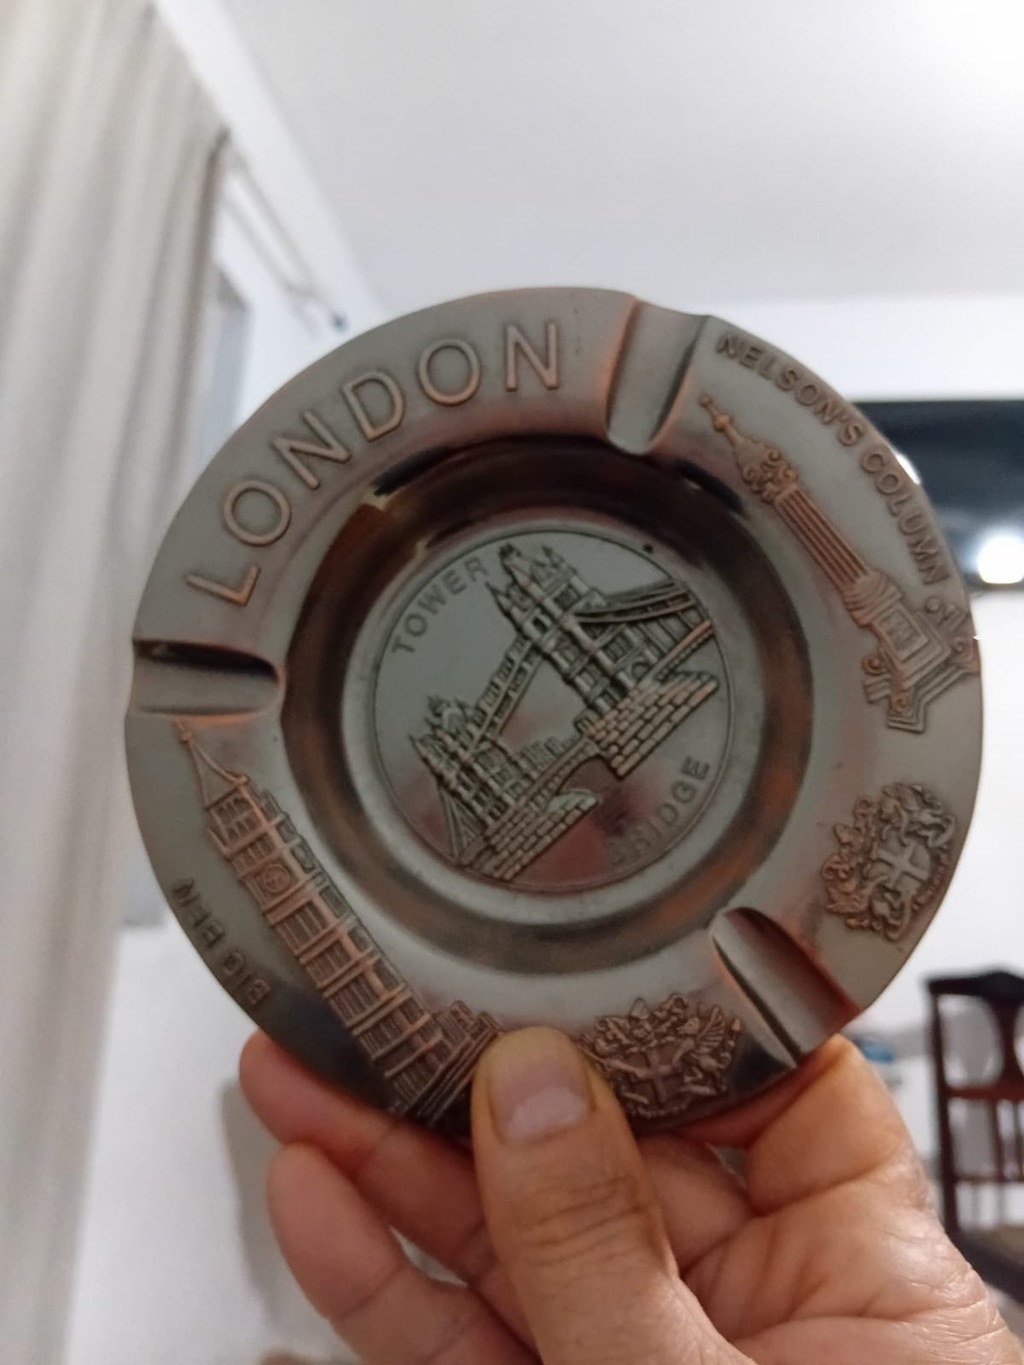 LONDON
NELSON'S COLUMN
TOWER
BRIDGE
BIG BEN